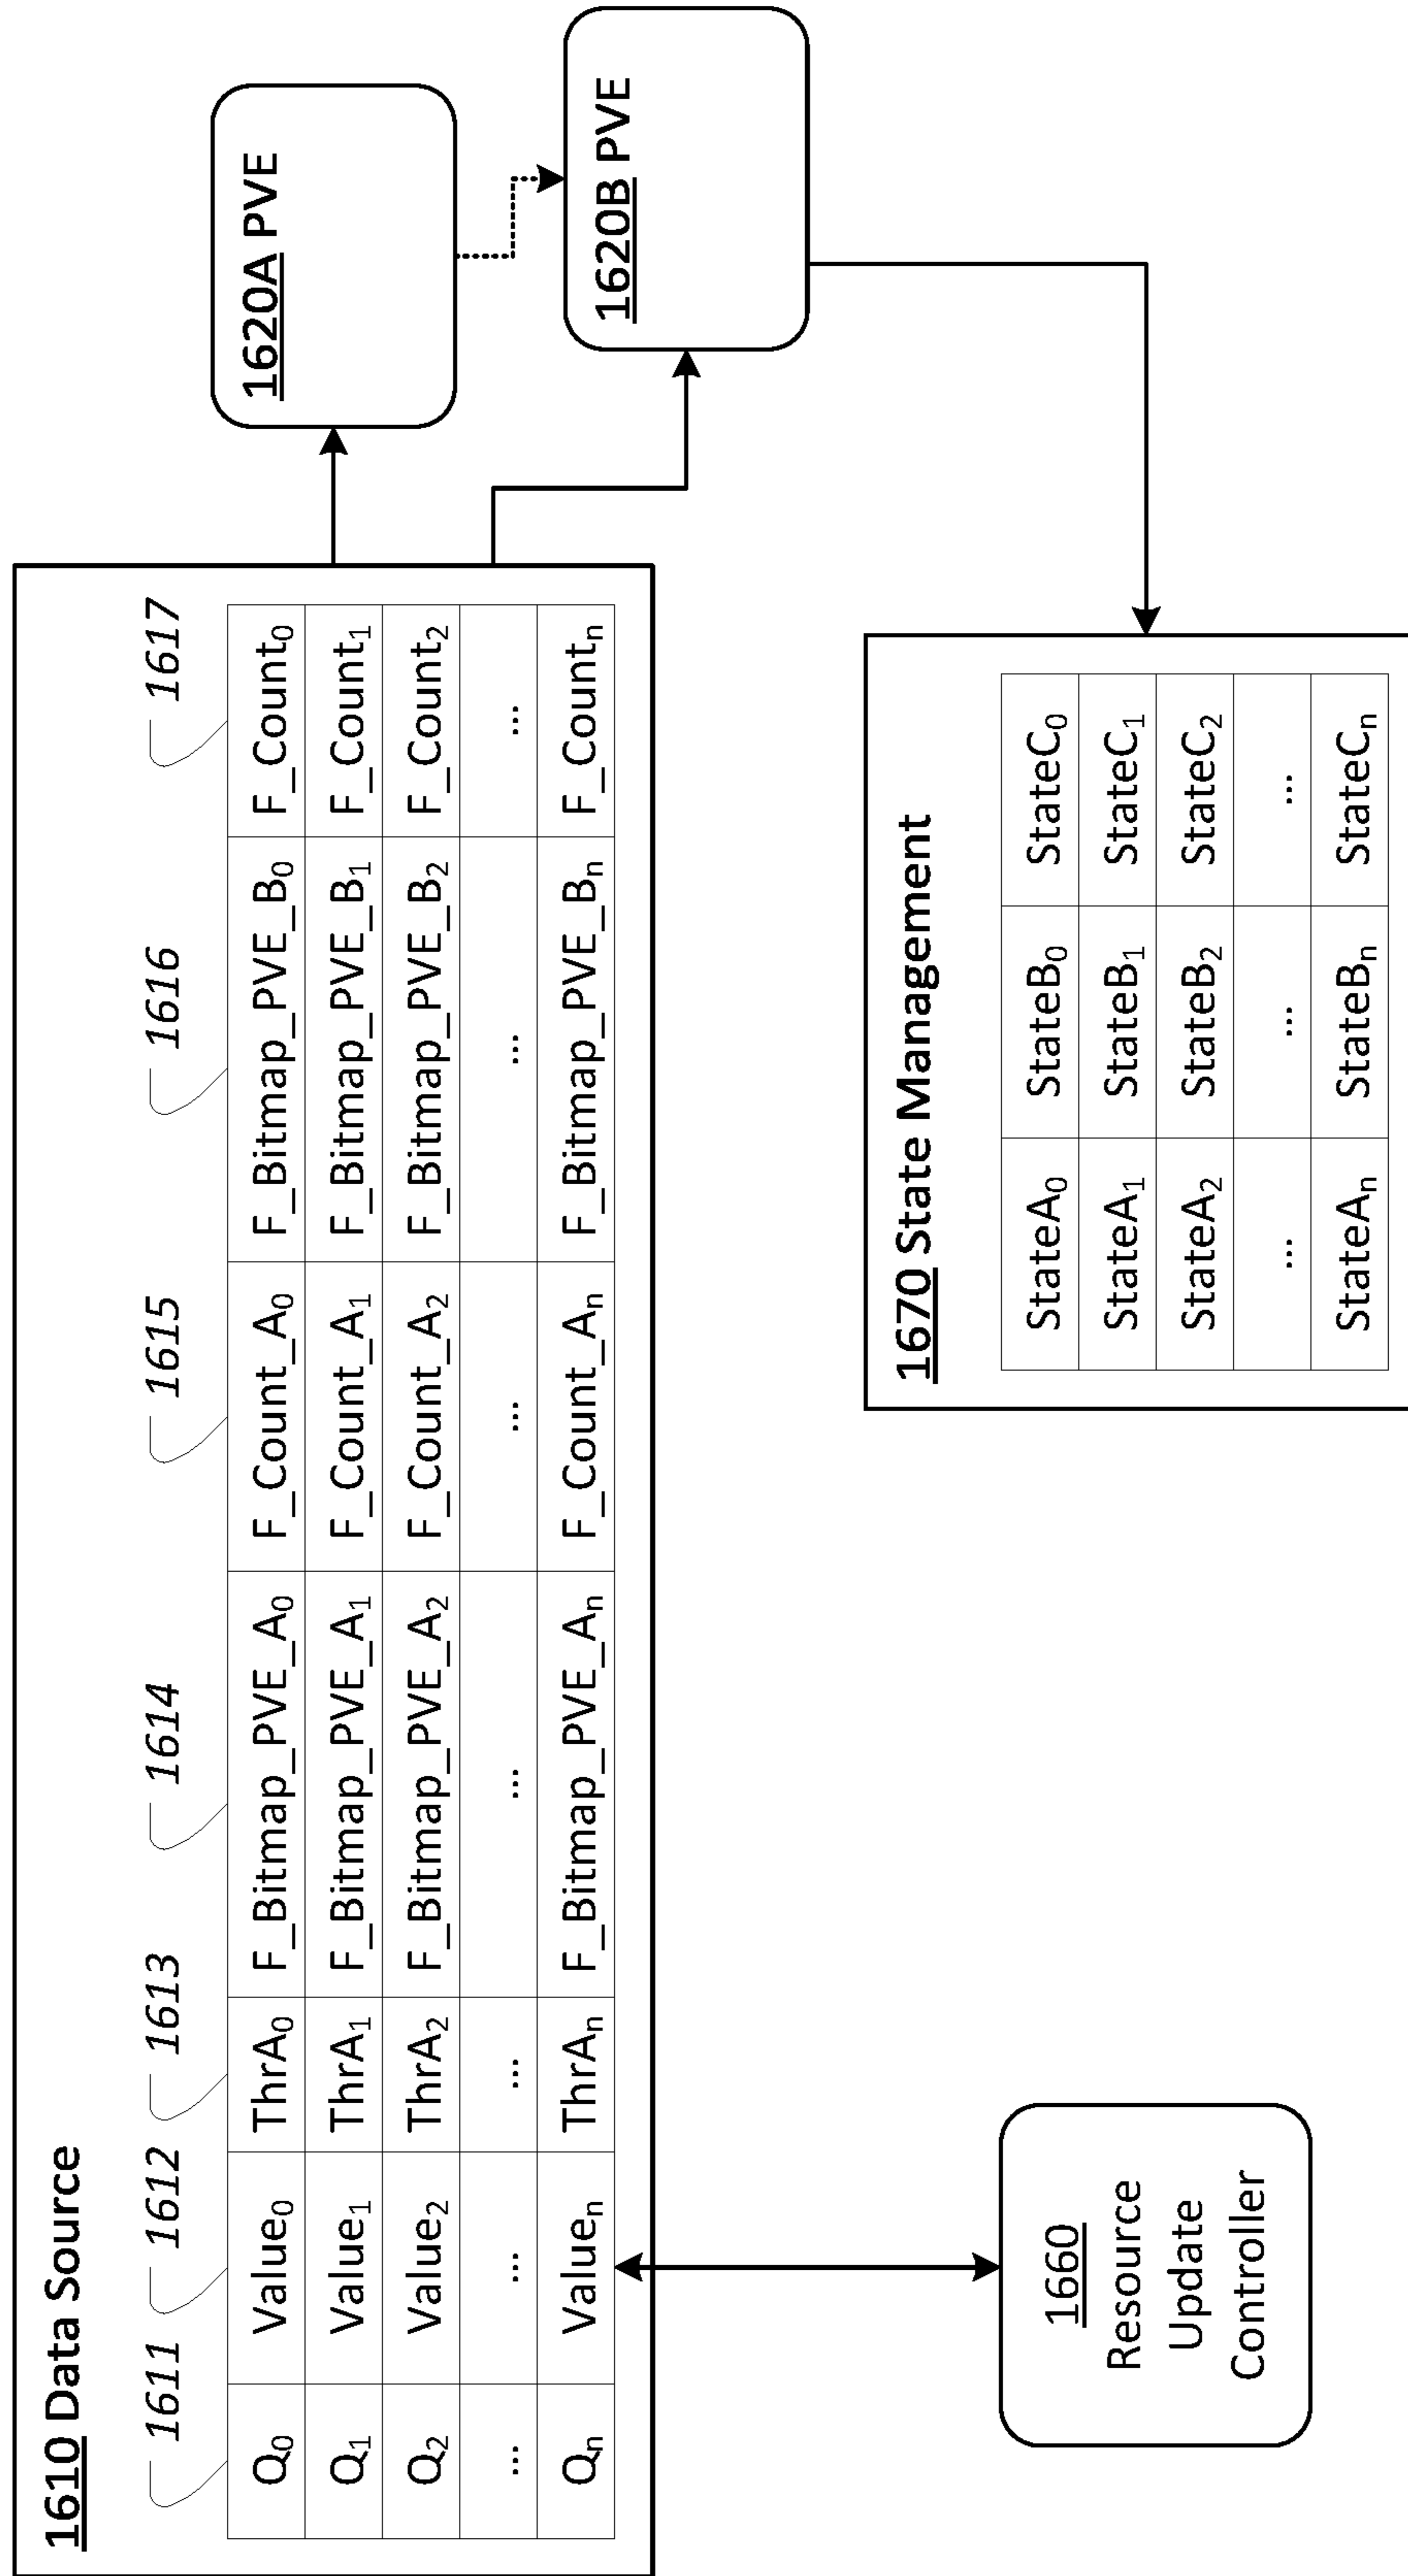 1610 Data Source
1611 1612 1613 1614 1615 1616 1617
Q₀ Value₀ ThrA₀ F_Bitmap_PVE_A₀ F_Count_A₀ F_Bitmap_PVE_B₀ F_Count₀
Q₁ Value₁ ThrA₁ F_Bitmap_PVE_A₁ F_Count_A₁ F_Bitmap_PVE_B₁ F_Count₁
Q₂ Value₂ ThrA₂ F_Bitmap_PVE_A₂ F_Count_A₂ F_Bitmap_PVE_B₂ F_Count₂
... ... ... ... ... ... ...
Qₙ Valueₙ ThrAₙ F_Bitmap_PVE_Aₙ F_Count_Aₙ F_Bitmap_PVE_Bₙ F_Countₙ
1620A PVE
1620B PVE
1660
Resource
Update
Controller
1670 State Management
StateA₀ StateB₀ StateC₀
StateA₁ StateB₁ StateC₁
StateA₂ StateB₂ StateC₂
... ... ...
StateAₙ StateBₙ StateCₙ